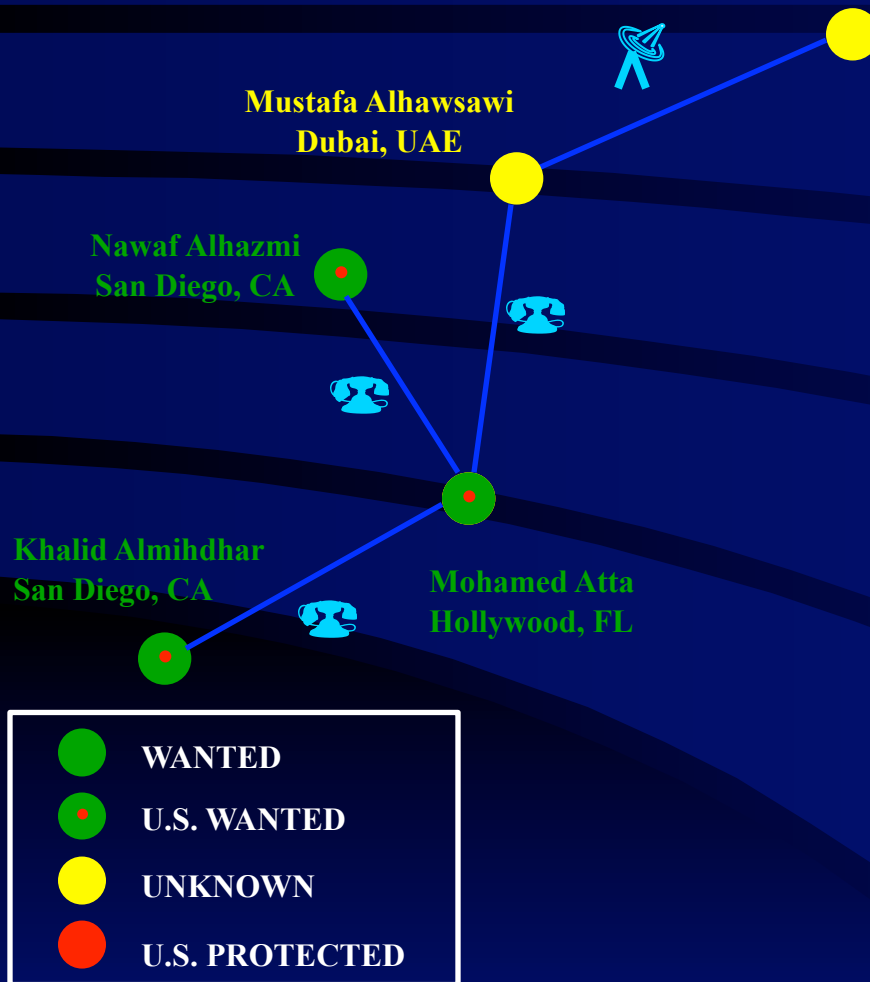 Mustafa Alhawsawi
Dubai, UAE
Nawaf Alhazmi
San Diego, CA
Khalid Almihdhar
San Diego, CA
Mohamed Atta
Hollywood, FL
WANTED
U.S. WANTED
UNKNOWN
U.S. PROTECTED